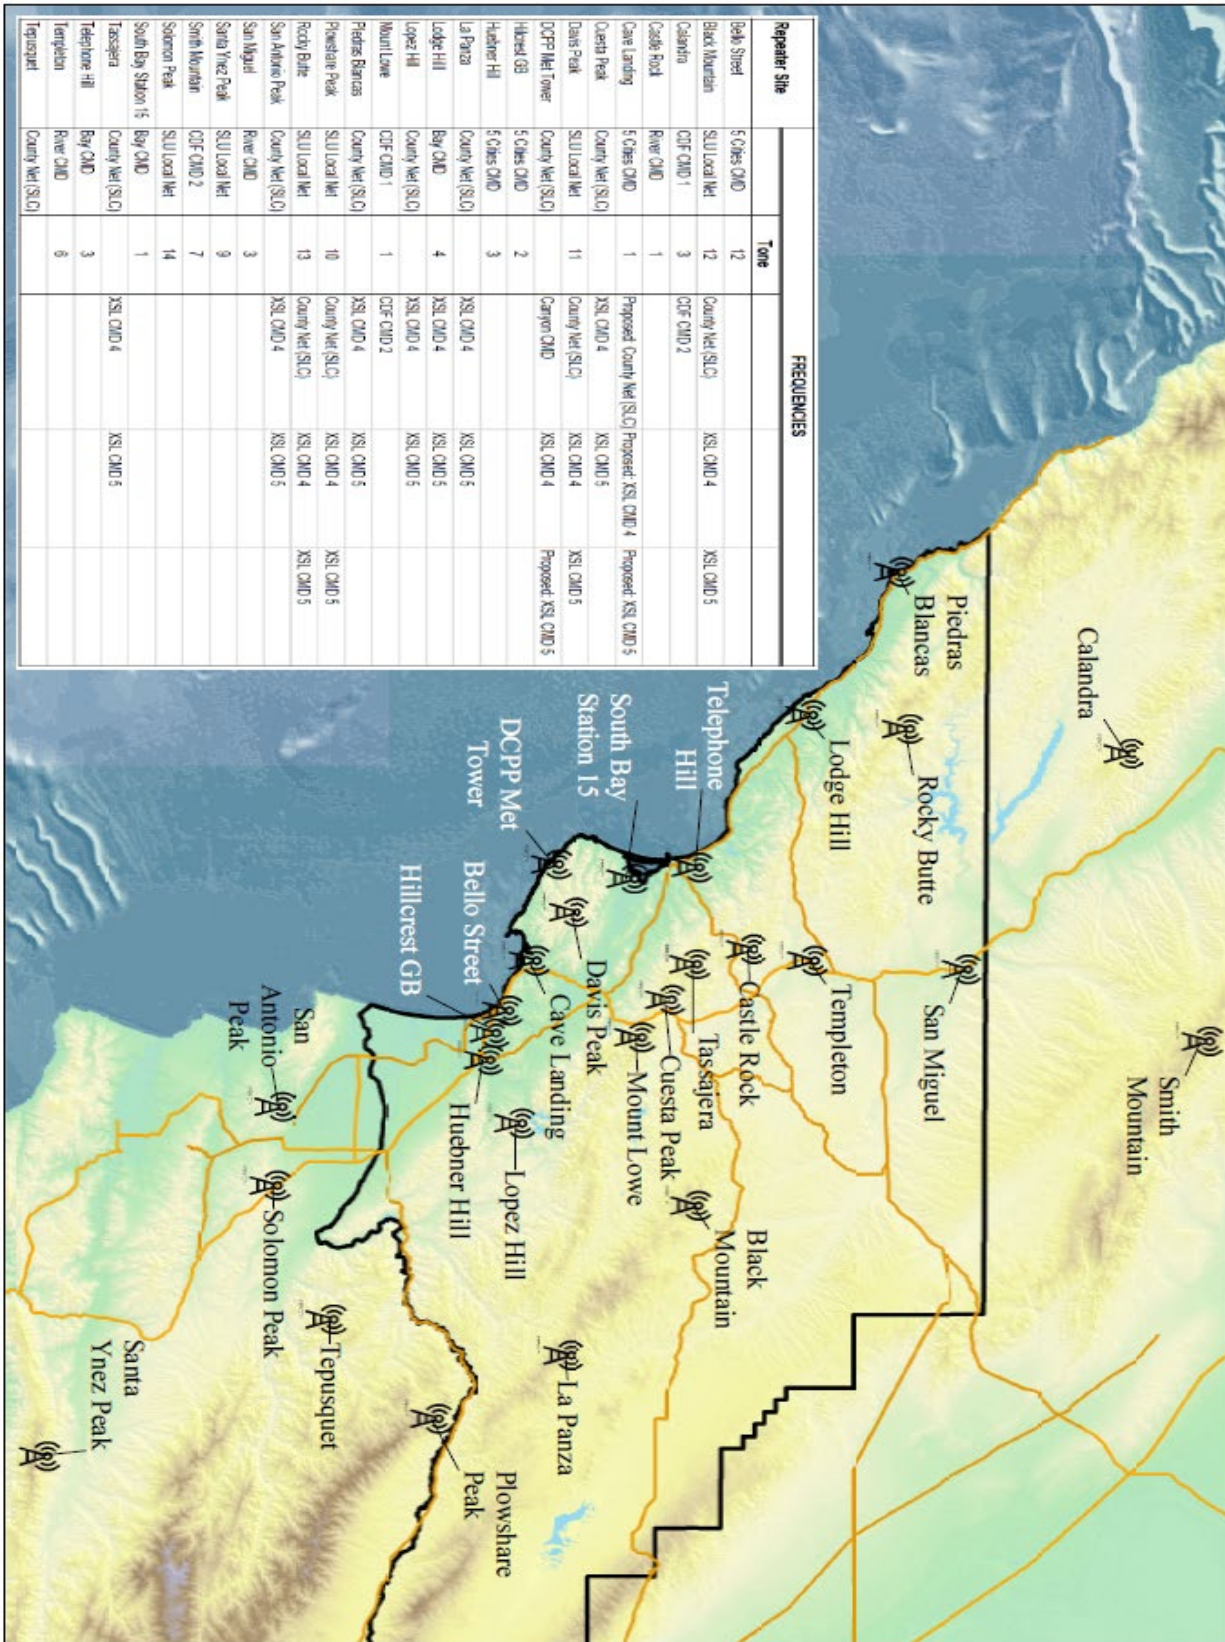 FREQUENCIES
Repeater Site Tone
Bello Street 5 Cities CMD 12
Black Mountain SLU Local Net 12 County Net (SLC) XSL CMD 4 XSL CMD 5
Calandra CDF CMD 1 3 CDF CMD 2
Castle Rock River CMD 1
Cave Landing 5 Cities CMD 1 Proposed: County Net (SLC) Proposed: XSL CMD 4 Proposed: XSL CMD 5
Cuesta Peak County Net (SLC) XSL CMD 4 XSL CMD 5
Davis Peak SLU Local Net 11 County Net (SLC) XSL CMD 4 XSL CMD 5
DCPP Met Tower County Net (SLC) Canyon CMD XSL CMD 4 Proposed: XSL CMD 5
Hillcrest GB 5 Cities CMD 2
Huebner Hill 5 Cities CMD 3
La Panza County Net (SLC) XSL CMD 4 XSL CMD 5
Lodge Hill Bay CMD 4 XSL CMD 4 XSL CMD 5
Lopez Hill County Net (SLC) XSL CMD 4 XSL CMD 5
Mount Lowe CDF CMD 1 1 CDF CMD 2
Piedras Blancas County Net (SLC) XSL CMD 4 XSL CMD 5
Plowshare Peak SLU Local Net 10 County Net (SLC) XSL CMD 4 XSL CMD 5
Rocky Butte SLU Local Net 13 County Net (SLC) XSL CMD 4 XSL CMD 5
San Antonio Peak County Net (SLC) XSL CMD 4 XSL CMD 5
San Miguel River CMD 3
Santa Ynez Peak SLU Local Net 9
Smith Mountain CDF CMD 2 7
Solomon Peak SLU Local Net 14
South Bay Station 15 Bay CMD 1
Tassajera County Net (SLC) XSL CMD 4 XSL CMD 5
Telephone Hill Bay CMD 3
Templeton River CMD 6
Tepusquet County Net (SLC)
Calandra
Smith
Mountain
Piedras
Blancas
Rocky Butte
San Miguel
Lodge Hill
Templeton
Telephone
Hill
Castle Rock
Black
Mountain
Tassajera
Cuesta Peak
South Bay
Station 15
Mount Lowe
Davis Peak
DCPP Met
Tower
Cave Landing
Lopez Hill
La Panza
Bello Street
Huebner Hill
Hillcrest GB
Plowshare
Peak
San
Antonio
Peak
Solomon Peak
Tepusquet
Santa
Ynez Peak